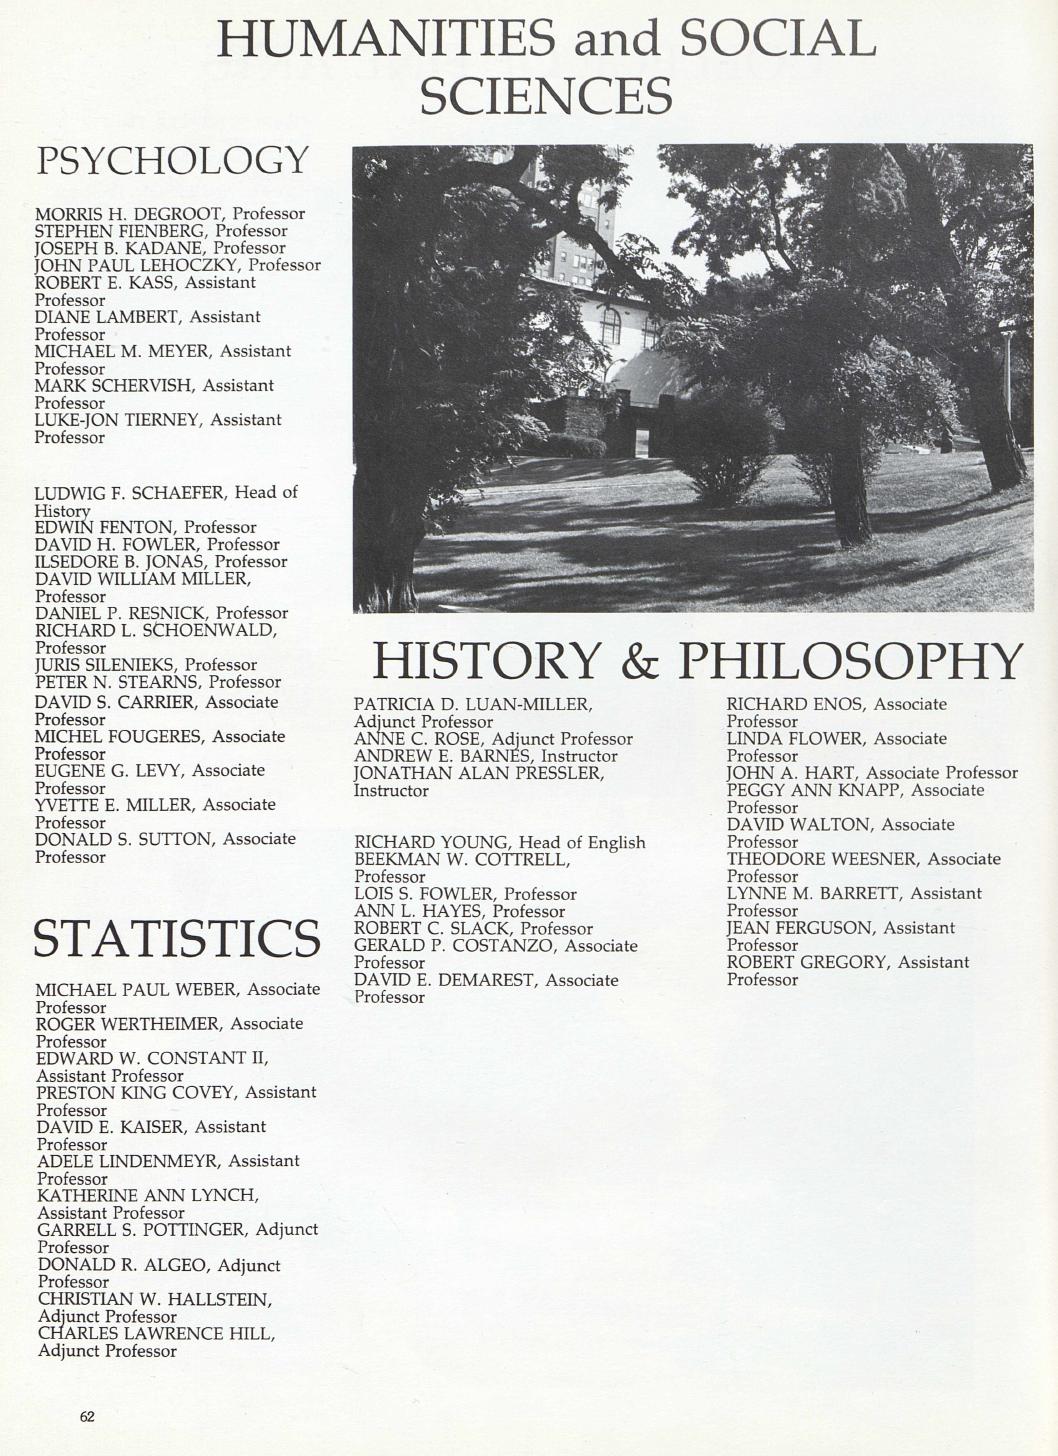 HUMANITIES and SOCIAL
SCIENCES
PSYCHOLOGY
MORRIS H. DEGROOT, Professor
STEPHEN FIENBERG, Professor
JOSEPH B. KADANE, Professor
JOHN PAUL LEHOCZKY, Professor
ROBERT E. KASS, Assistant
Professor
DIANE LAMBERT, Assistant
Professor
MICHAEL M. MEYER, Assistant
Professor
MARK SCHERVISH, Assistant
Professor
LUKE-JON TIERNEY, Assistant
Professor
LUDWIG F. SCHAEFER, Head of
History
EDWIN FENTON, Professor
DAVID H. FOWLER, Professor
ILSEDORE B. JONAS, Professor
DAVID WILLIAM MILLER,
Professor
DANIEL P. RESNICK, Professor
RICHARD L. SCHOENWALD,
Professor
JURIS SILENIEKS, Professor
PETER N. STEARNS, Professor
DAVID S. CARRIER, Associate
Professor
MICHEL FOUGERES, Associate
Professor
EUGENE G. LEVY, Associate
Professor
YVETTE E. MILLER, Associate
Professor
DONALD S. SUTTON, Associate
Professor
STATISTICS
MICHAEL PAUL WEBER, Associate
Professor
ROGER WERTHEIMER, Associate
Professor
EDWARD W. CONSTANT II,
Assistant Professor
PRESTON KING COVEY, Assistant
Professor
DAVID E. KAISER, Assistant
Professor
ADELE LINDENMEYR, Assistant
Professor
KATHERINE ANN LYNCH,
Assistant Professor
GARRELL S. POTTINGER, Adjunct
Professor
DONALD R. ALGEO, Adjunct
Professor
CHRISTIAN W. HALLSTEIN,
Adjunct Professor
CHARLES LAWRENCE HILL,
Adjunct Professor
HISTORY & PHILOSOPHY
PATRICIA D. LUAN-MILLER,
Adjunct Professor
ANNE C. ROSE, Adjunct Professor
ANDREW E. BARNES, Instructor
JONATHAN ALAN PRESSLER,
Instructor
RICHARD YOUNG, Head of English
BEEKMAN W. COTTRELL,
Professor
LOIS S. FOWLER, Professor
ANN L. HAYES, Professor
ROBERT C. SLACK, Professor
GERALD P. COSTANZO, Associate
Professor
DAVID E. DEMAREST, Associate
Professor
RICHARD ENOS, Associate
Professor
LINDA FLOWER, Associate
Professor
JOHN A. HART, Associate Professor
PEGGY ANN KNAPP, Associate
Professor
DAVID WALTON, Associate
Professor
THEODORE WEESNER, Associate
Professor
LYNNE M. BARRETT, Assistant
Professor
JEAN FERGUSON, Assistant
Professor
ROBERT GREGORY, Assistant
Professor
62